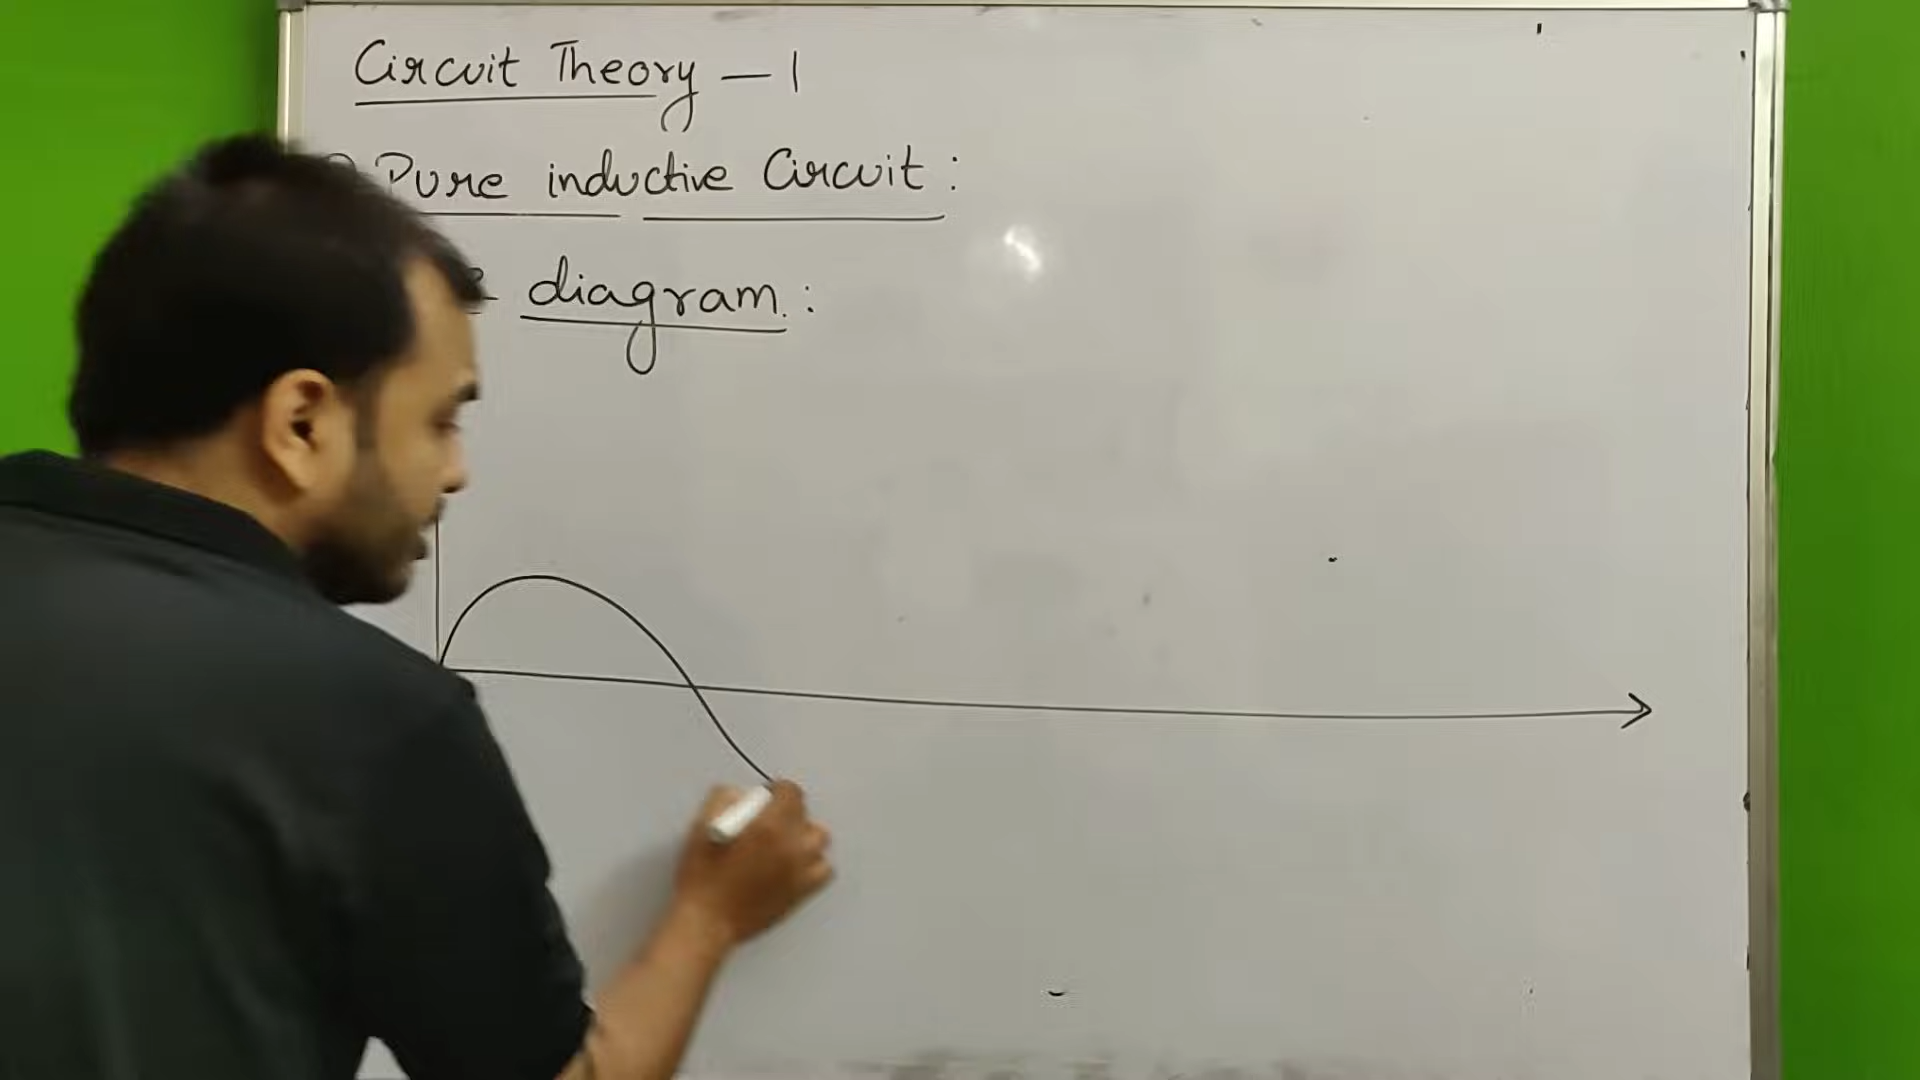 Circuit Theory – 1
Pure inductive Circuit :
diagram. :